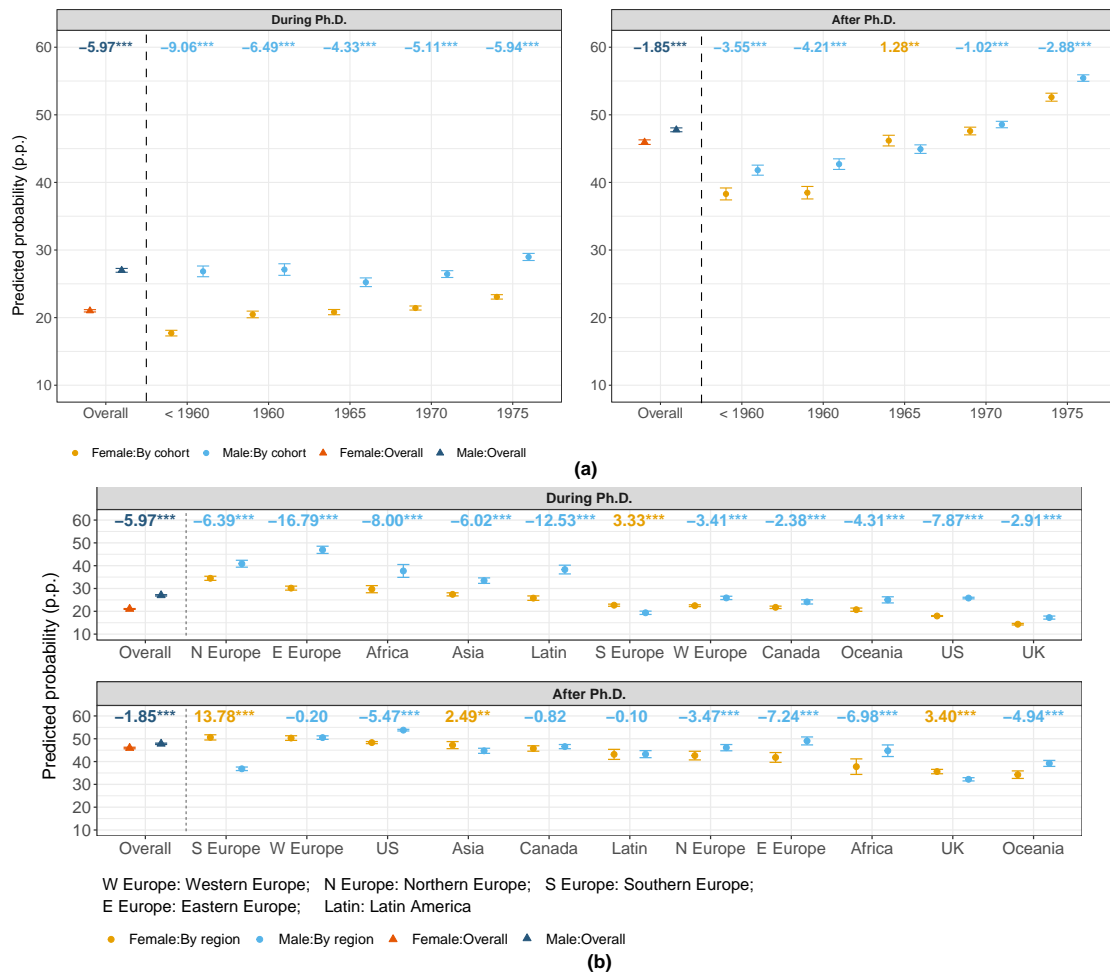 During Ph.D.
After Ph.D.
Predicted probability (p.p.)
60
50
40
30
20
10
−5.97*** −9.06*** −6.49*** −4.33*** −5.11*** −5.94***
Overall < 1960 1960 1965 1970 1975
60
50
40
30
20
10
−1.85*** −3.55*** −4.21*** 1.28** −1.02*** −2.88***
Overall < 1960 1960 1965 1970 1975
Female:By cohort Male:By cohort Female:Overall Male:Overall
(a)
Predicted probability (p.p.)
During Ph.D.
60
50
40
30
20
10
−5.97*** −6.39*** −16.79*** −8.00*** −6.02*** −12.53*** 3.33*** −3.41*** −2.38*** −4.31*** −7.87*** −2.91***
Overall N Europe E Europe Africa Asia Latin S Europe W Europe Canada Oceania US UK
After Ph.D.
60
50
40
30
20
10
−1.85*** 13.78*** −0.20 −5.47*** 2.49** −0.82 −0.10 −3.47*** −7.24*** −6.98*** 3.40*** −4.94***
Overall S Europe W Europe US Asia Canada Latin N Europe E Europe Africa UK Oceania
W Europe: Western Europe; N Europe: Northern Europe; S Europe: Southern Europe;
E Europe: Eastern Europe; Latin: Latin America
Female:By region Male:By region Female:Overall Male:Overall
(b)